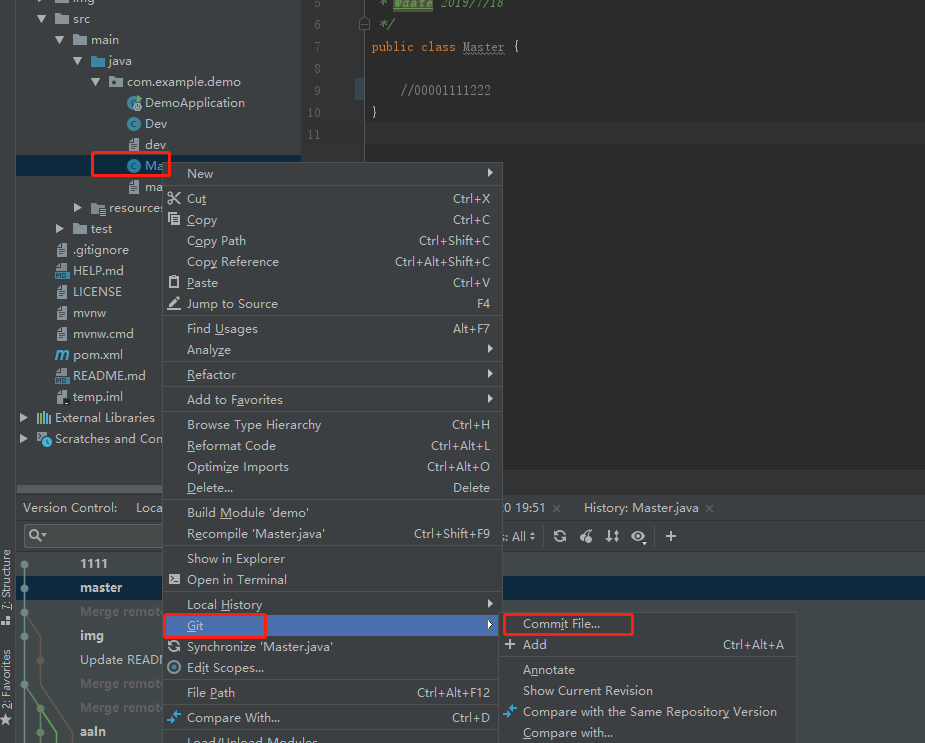 img
src
main
java
com.example.demo
DemoApplication
Dev
dev
Ma
ma
resources
test
.gitignore
HELP.md
LICENSE
mvnw
mvnw.cmd
pom.xml
README.md
temp.iml
External Libraries
Scratches and Con
5 * @date 2019/7/18
6 */
7 public class Master {
8
9 //00001111222
10 }
11
New
Cut Ctrl+X
Copy Ctrl+C
Copy Path Ctrl+Shift+C
Copy Reference Ctrl+Alt+Shift+C
Paste Ctrl+V
Jump to Source F4
Find Usages Alt+F7
Analyze
Refactor
Add to Favorites
Browse Type Hierarchy Ctrl+H
Reformat Code Ctrl+Alt+L
Optimize Imports Ctrl+Alt+O
Delete... Delete
Build Module 'demo'
Recompile 'Master.java' Ctrl+Shift+F9
Show in Explorer
Open in Terminal
Local History
Git
Synchronize 'Master.java'
Edit Scopes...
File Path Ctrl+Alt+F12
Compare With... Ctrl+D
Load/Unload Modules
Commit File...
Add Ctrl+Alt+A
Annotate
Show Current Revision
Compare with the Same Repository Version
Compare with...
Version Control: Loca
0 19:51
History: Master.java
s: All
1111
master
Merge remot
img
Update READ
Merge remot
Merge remot
aaln
7: Structure
2: Favorites